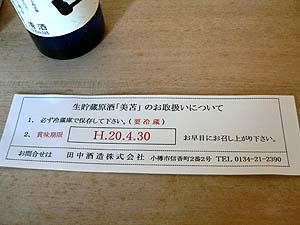 清酒
生貯蔵原酒「美苫」のお取扱いについて
1. 必ず冷蔵庫で保存して下さい。（要冷蔵）
2. 賞味期限 H.20.4.30 お早目にお召し上がり下さい。
お問合せは 田中酒造株式会社 小樽市信香町2番2号 TEL 0134-21-2390